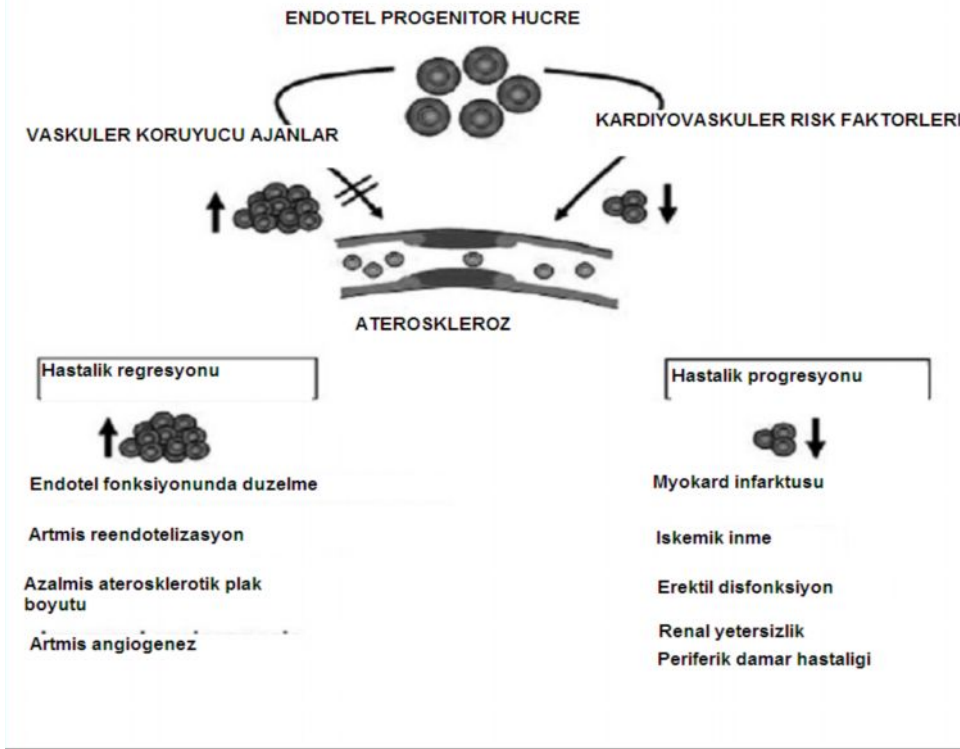 ENDOTEL PROGENITOR HUCRE
VASKULER KORUYUCU AJANLAR
KARDIYOVASKULER RISK FAKTORLERI
ATEROSKLEROZ
Hastalik regresyonu
Endotel fonksiyonunda duzelme
Artmis reendotelizasyon
Azalmis aterosklerotik plak
boyutu
Artmis angiogenez
Hastalik progresyonu
Myokard infarktusu
Iskemik inme
Erektil disfonksiyon
Renal yetersizlik
Periferik damar hastaligi